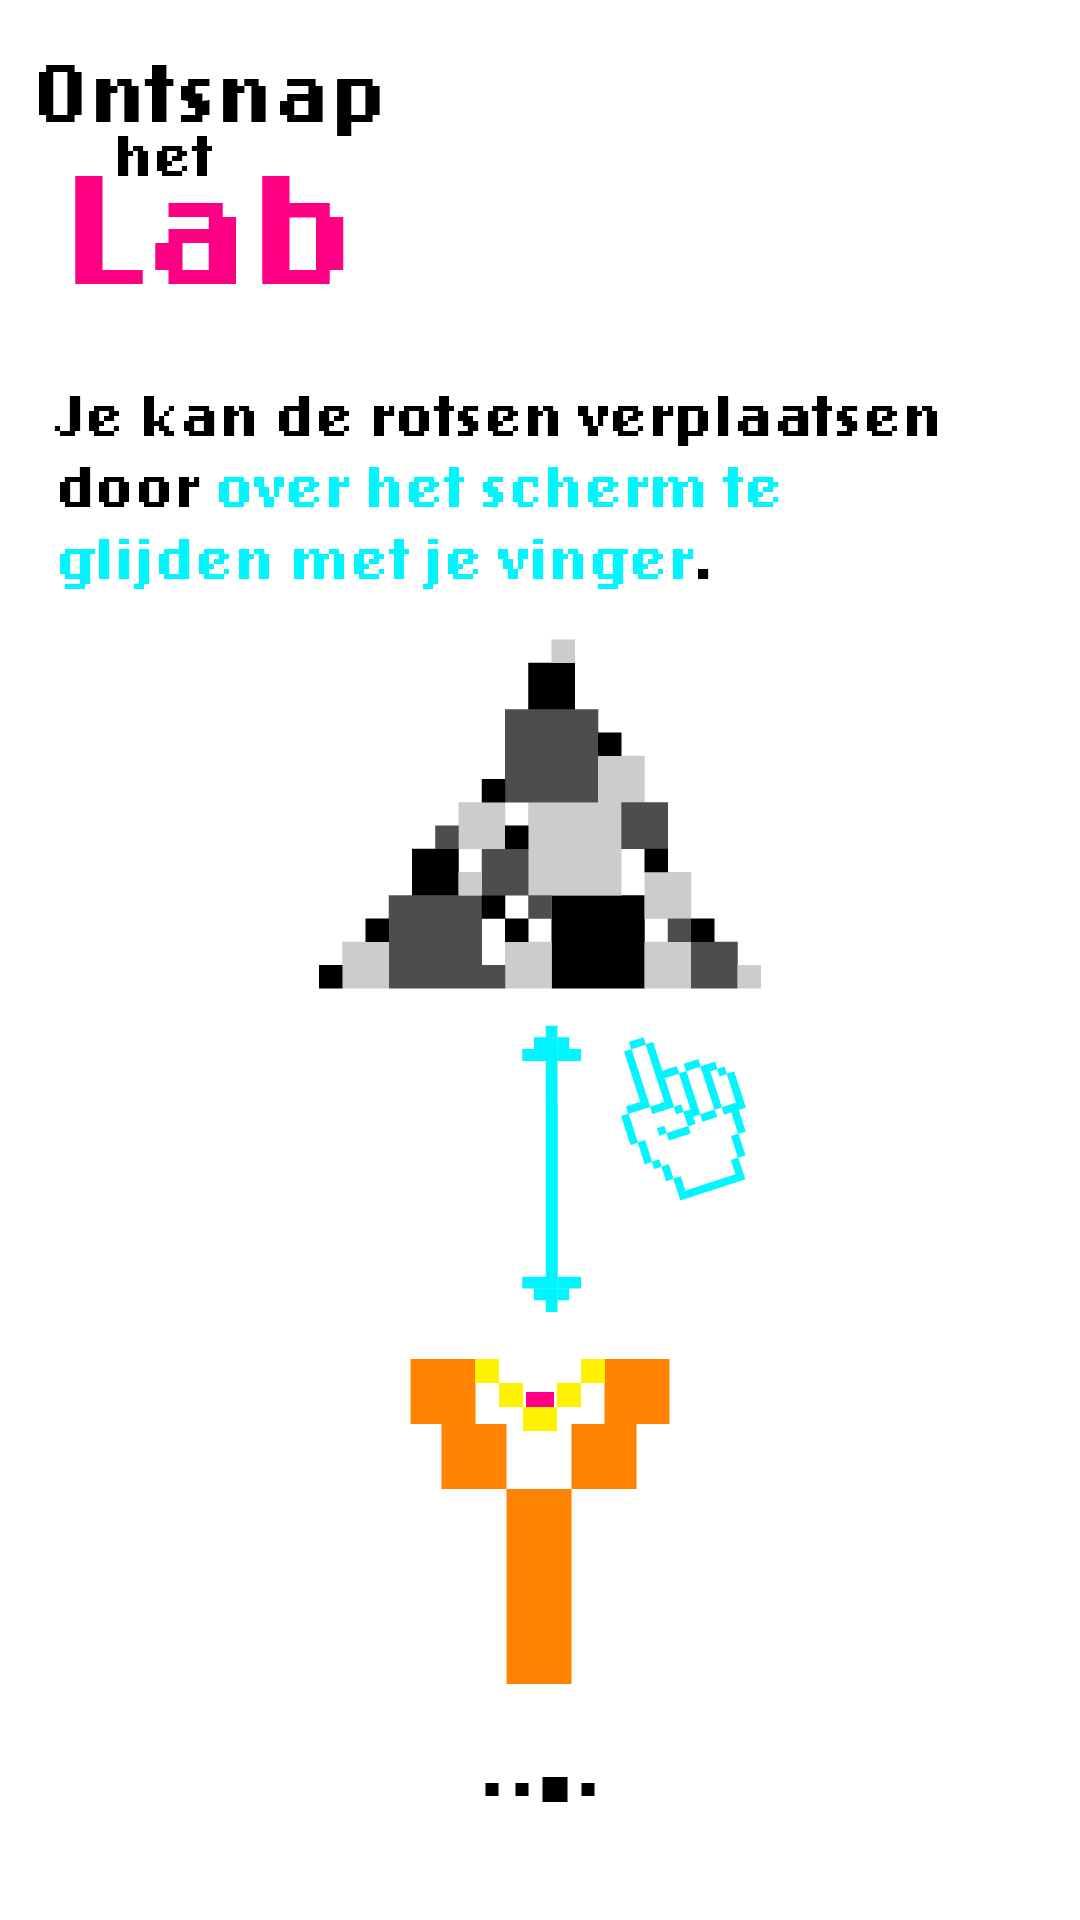 Ontsnap
het
Lab
Je kan de rotsen verplaatsen
door over het scherm te
glijden met je vinger.